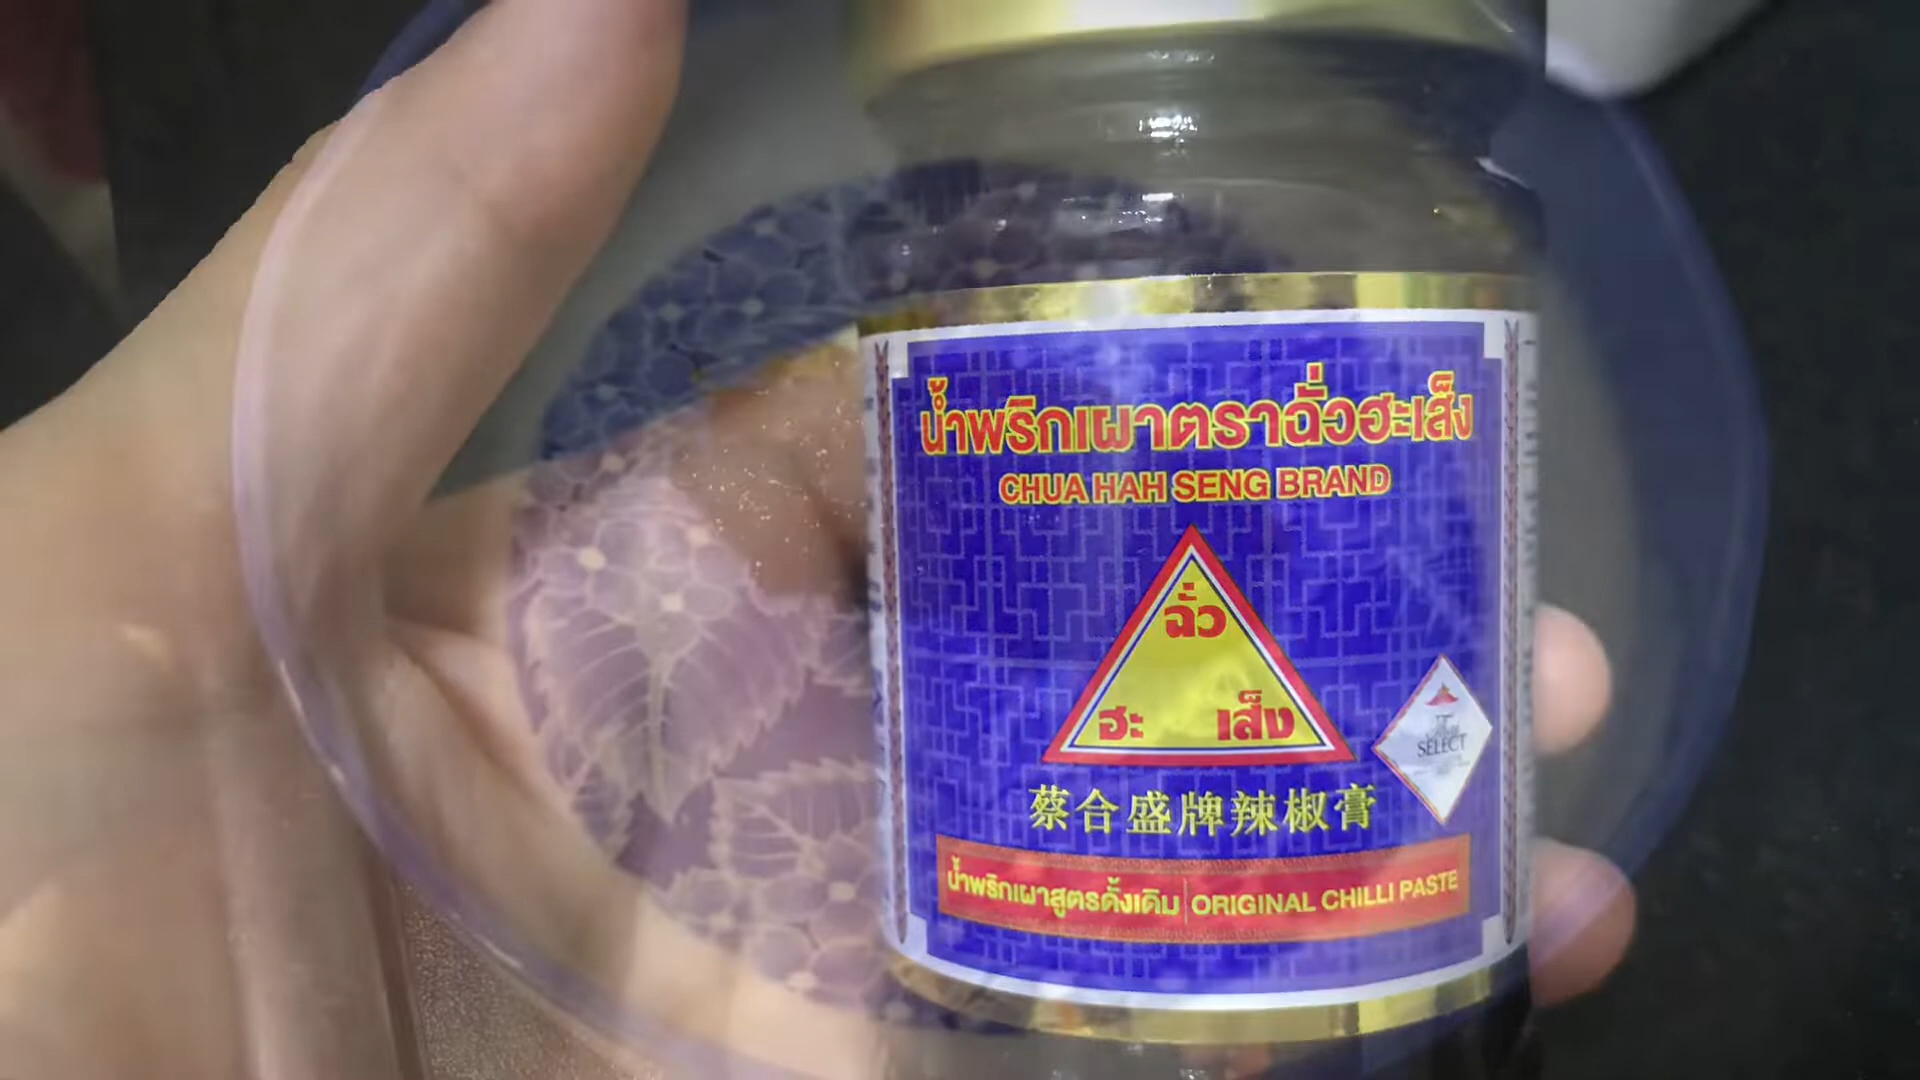 น้ำพริกเผาตราฉั่วฮะเส็ง
CHUA HAH SENG BRAND
ฉั่ว
ฮะ เส็ง
SELECT
蔡合盛牌辣椒膏
น้ำพริกเผาสูตรดั้งเดิม ORIGINAL CHILLI PASTE